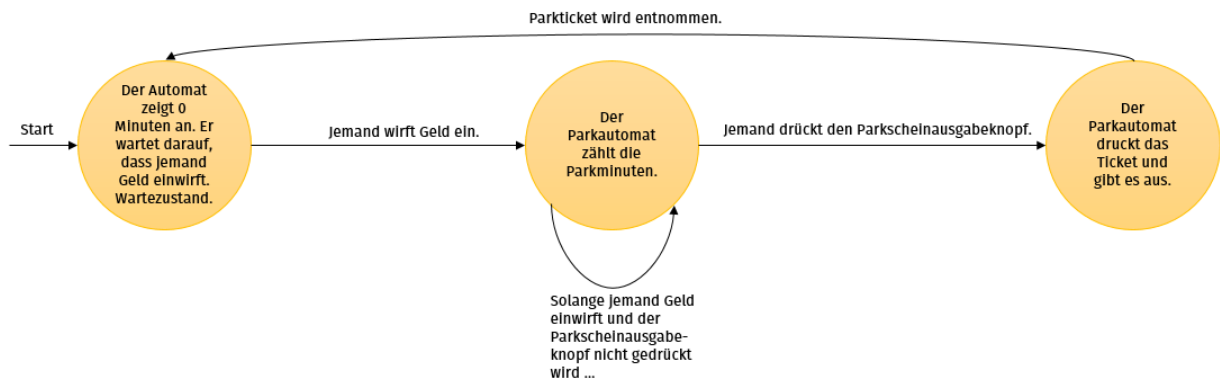 Parkticket wird entnommen.
Start
Der Automat
zeigt 0
Minuten an. Er
wartet darauf,
dass jemand
Geld einwirft.
Wartezustand.
Jemand wirft Geld ein.
Der
Parkautomat
zählt die
Parkminuten.
Jemand drückt den Parkscheinausgabeknopf.
Der
Parkautomat
druckt das
Ticket und
gibt es aus.
Solange jemand Geld
einwirft und der
Parkscheinausgabe-
knopf nicht gedrückt
wird ...